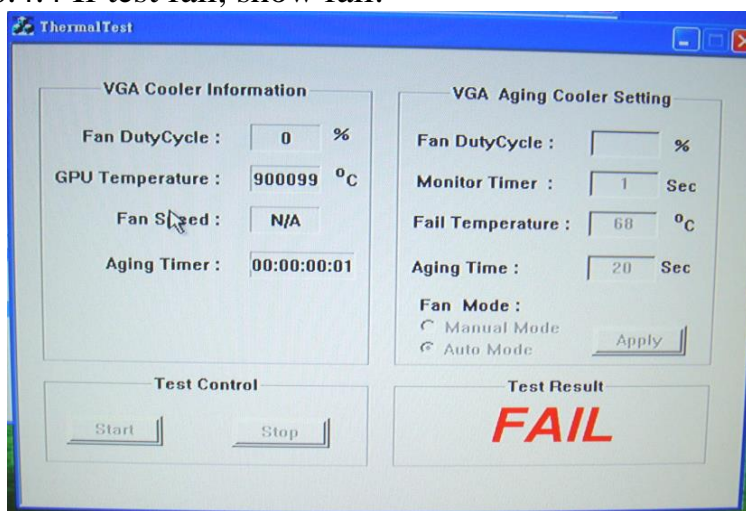 ThermalTest
VGA Cooler Information
Fan DutyCycle : 0 %
GPU Temperature : 900099 °C
Fan Speed : N/A
Aging Timer : 00:00:00:01
VGA Aging Cooler Setting
Fan DutyCycle : %
Monitor Timer : 1 Sec
Fail Temperature : 68 °C
Aging Time : 20 Sec
Fan Mode :
Manual Mode
Auto Mode
Apply
Test Control
Start Stop
Test Result
FAIL